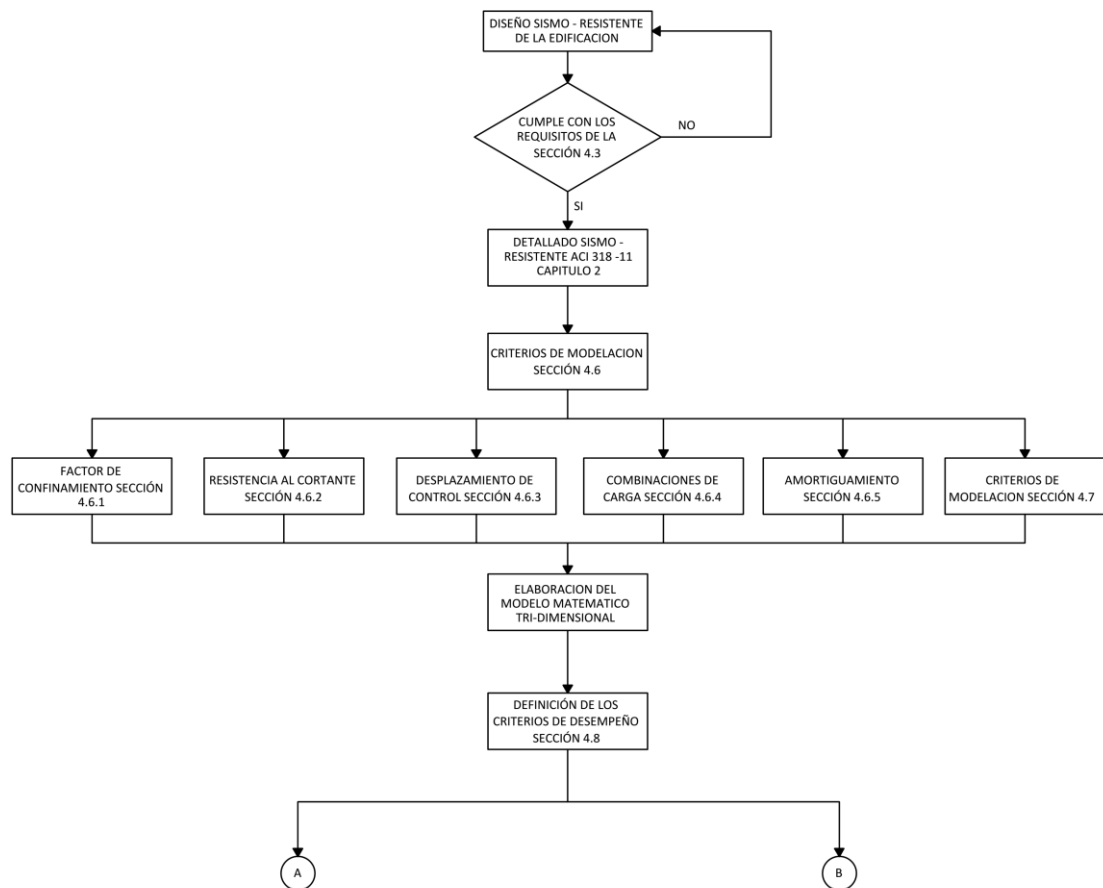 DISEÑO SISMO - RESISTENTE
DE LA EDIFICACION
CUMPLE CON LOS
REQUISITOS DE LA
SECCIÓN 4.3
NO
SI
DETALLADO SISMO -
RESISTENTE ACI 318 -11
CAPITULO 2
CRITERIOS DE MODELACION
SECCIÓN 4.6
FACTOR DE
CONFINAMIENTO SECCIÓN
4.6.1
RESISTENCIA AL CORTANTE
SECCIÓN 4.6.2
DESPLAZAMIENTO DE
CONTROL SECCIÓN 4.6.3
COMBINACIONES DE
CARGA SECCIÓN 4.6.4
AMORTIGUAMIENTO
SECCIÓN 4.6.5
CRITERIOS DE
MODELACION SECCIÓN 4.7
ELABORACION DEL
MODELO MATEMATICO
TRI-DIMENSIONAL
DEFINICIÓN DE LOS
CRITERIOS DE DESEMPEÑO
SECCIÓN 4.8
A
B